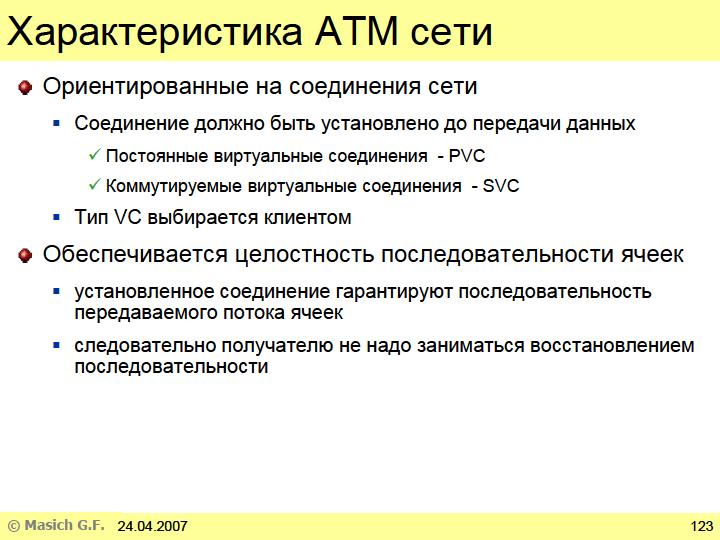 Характеристика АТМ сети
Ориентированные на соединения сети
Соединение должно быть установлено до передачи данных
Постоянные виртуальные соединения - PVC
Коммутируемые виртуальные соединения - SVC
Тип VC выбирается клиентом
Обеспечивается целостность последовательности ячеек
установленное соединение гарантируют последовательность
передаваемого потока ячеек
следовательно получателю не надо заниматься восстановлением
последовательности
© Masich G.F. 24.04.2007 123